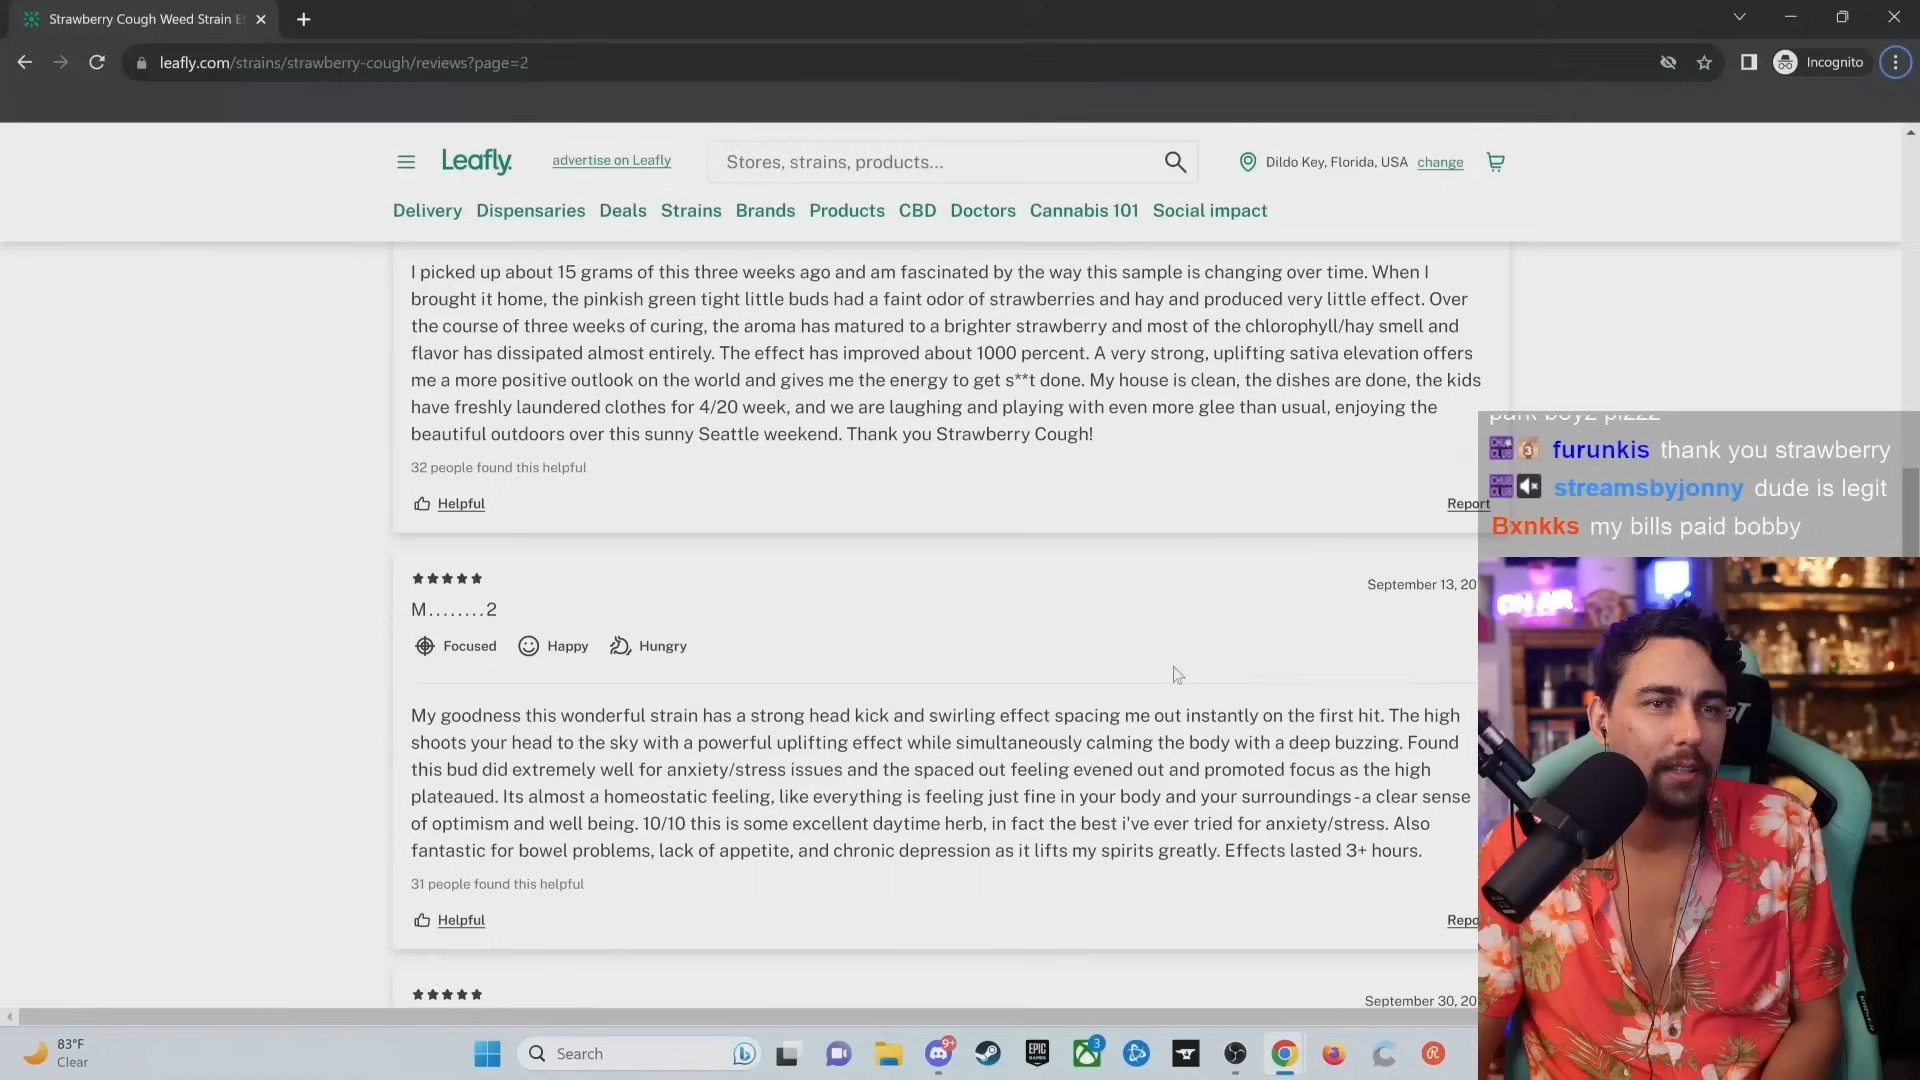 Strawberry Cough Weed Strain E
leafly.com/strains/strawberry-cough/reviews?page=2
Incognito
Leafly.
advertise on Leafly
Stores, strains, products...
Dildo Key, Florida, USA change
Delivery Dispensaries Deals Strains Brands Products CBD Doctors Cannabis 101 Social impact
I picked up about 15 grams of this three weeks ago and am fascinated by the way this sample is changing over time. When I
brought it home, the pinkish green tight little buds had a faint odor of strawberries and hay and produced very little effect. Over
the course of three weeks of curing, the aroma has matured to a brighter strawberry and most of the chlorophyll/hay smell and
flavor has dissipated almost entirely. The effect has improved about 1000 percent. A very strong, uplifting sativa elevation offers
me a more positive outlook on the world and gives me the energy to get s**t done. My house is clean, the dishes are done, the kids
have freshly laundered clothes for 4/20 week, and we are laughing and playing with even more glee than usual, enjoying the
beautiful outdoors over this sunny Seattle weekend. Thank you Strawberry Cough!
32 people found this helpful
Helpful
Report
furunkis thank you strawberry
streamsbyjonny dude is legit
Bxnkks my bills paid bobby
September 13, 20
M........2
Focused Happy Hungry
My goodness this wonderful strain has a strong head kick and swirling effect spacing me out instantly on the first hit. The high
shoots your head to the sky with a powerful uplifting effect while simultaneously calming the body with a deep buzzing. Found
this bud did extremely well for anxiety/stress issues and the spaced out feeling evened out and promoted focus as the high
plateaued. Its almost a homeostatic feeling, like everything is feeling just fine in your body and your surroundings - a clear sense
of optimism and well being. 10/10 this is some excellent daytime herb, in fact the best i've ever tried for anxiety/stress. Also
fantastic for bowel problems, lack of appetite, and chronic depression as it lifts my spirits greatly. Effects lasted 3+ hours.
31 people found this helpful
Helpful
Repo
September 30, 20
ON AIR
83°F
Clear
Search
9+
EPIC
GAMES
3